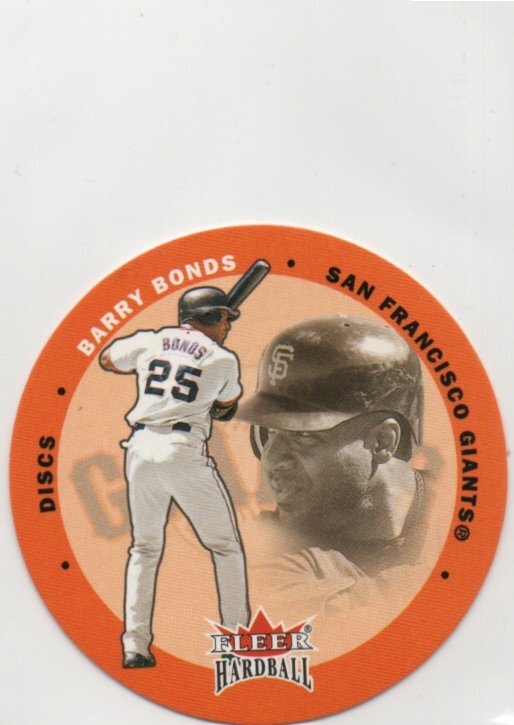 BARRY BONDS
SAN FRANCISCO GIANTS®
DISCS
BONDS
25
SF
FLEER®
HARDBALL